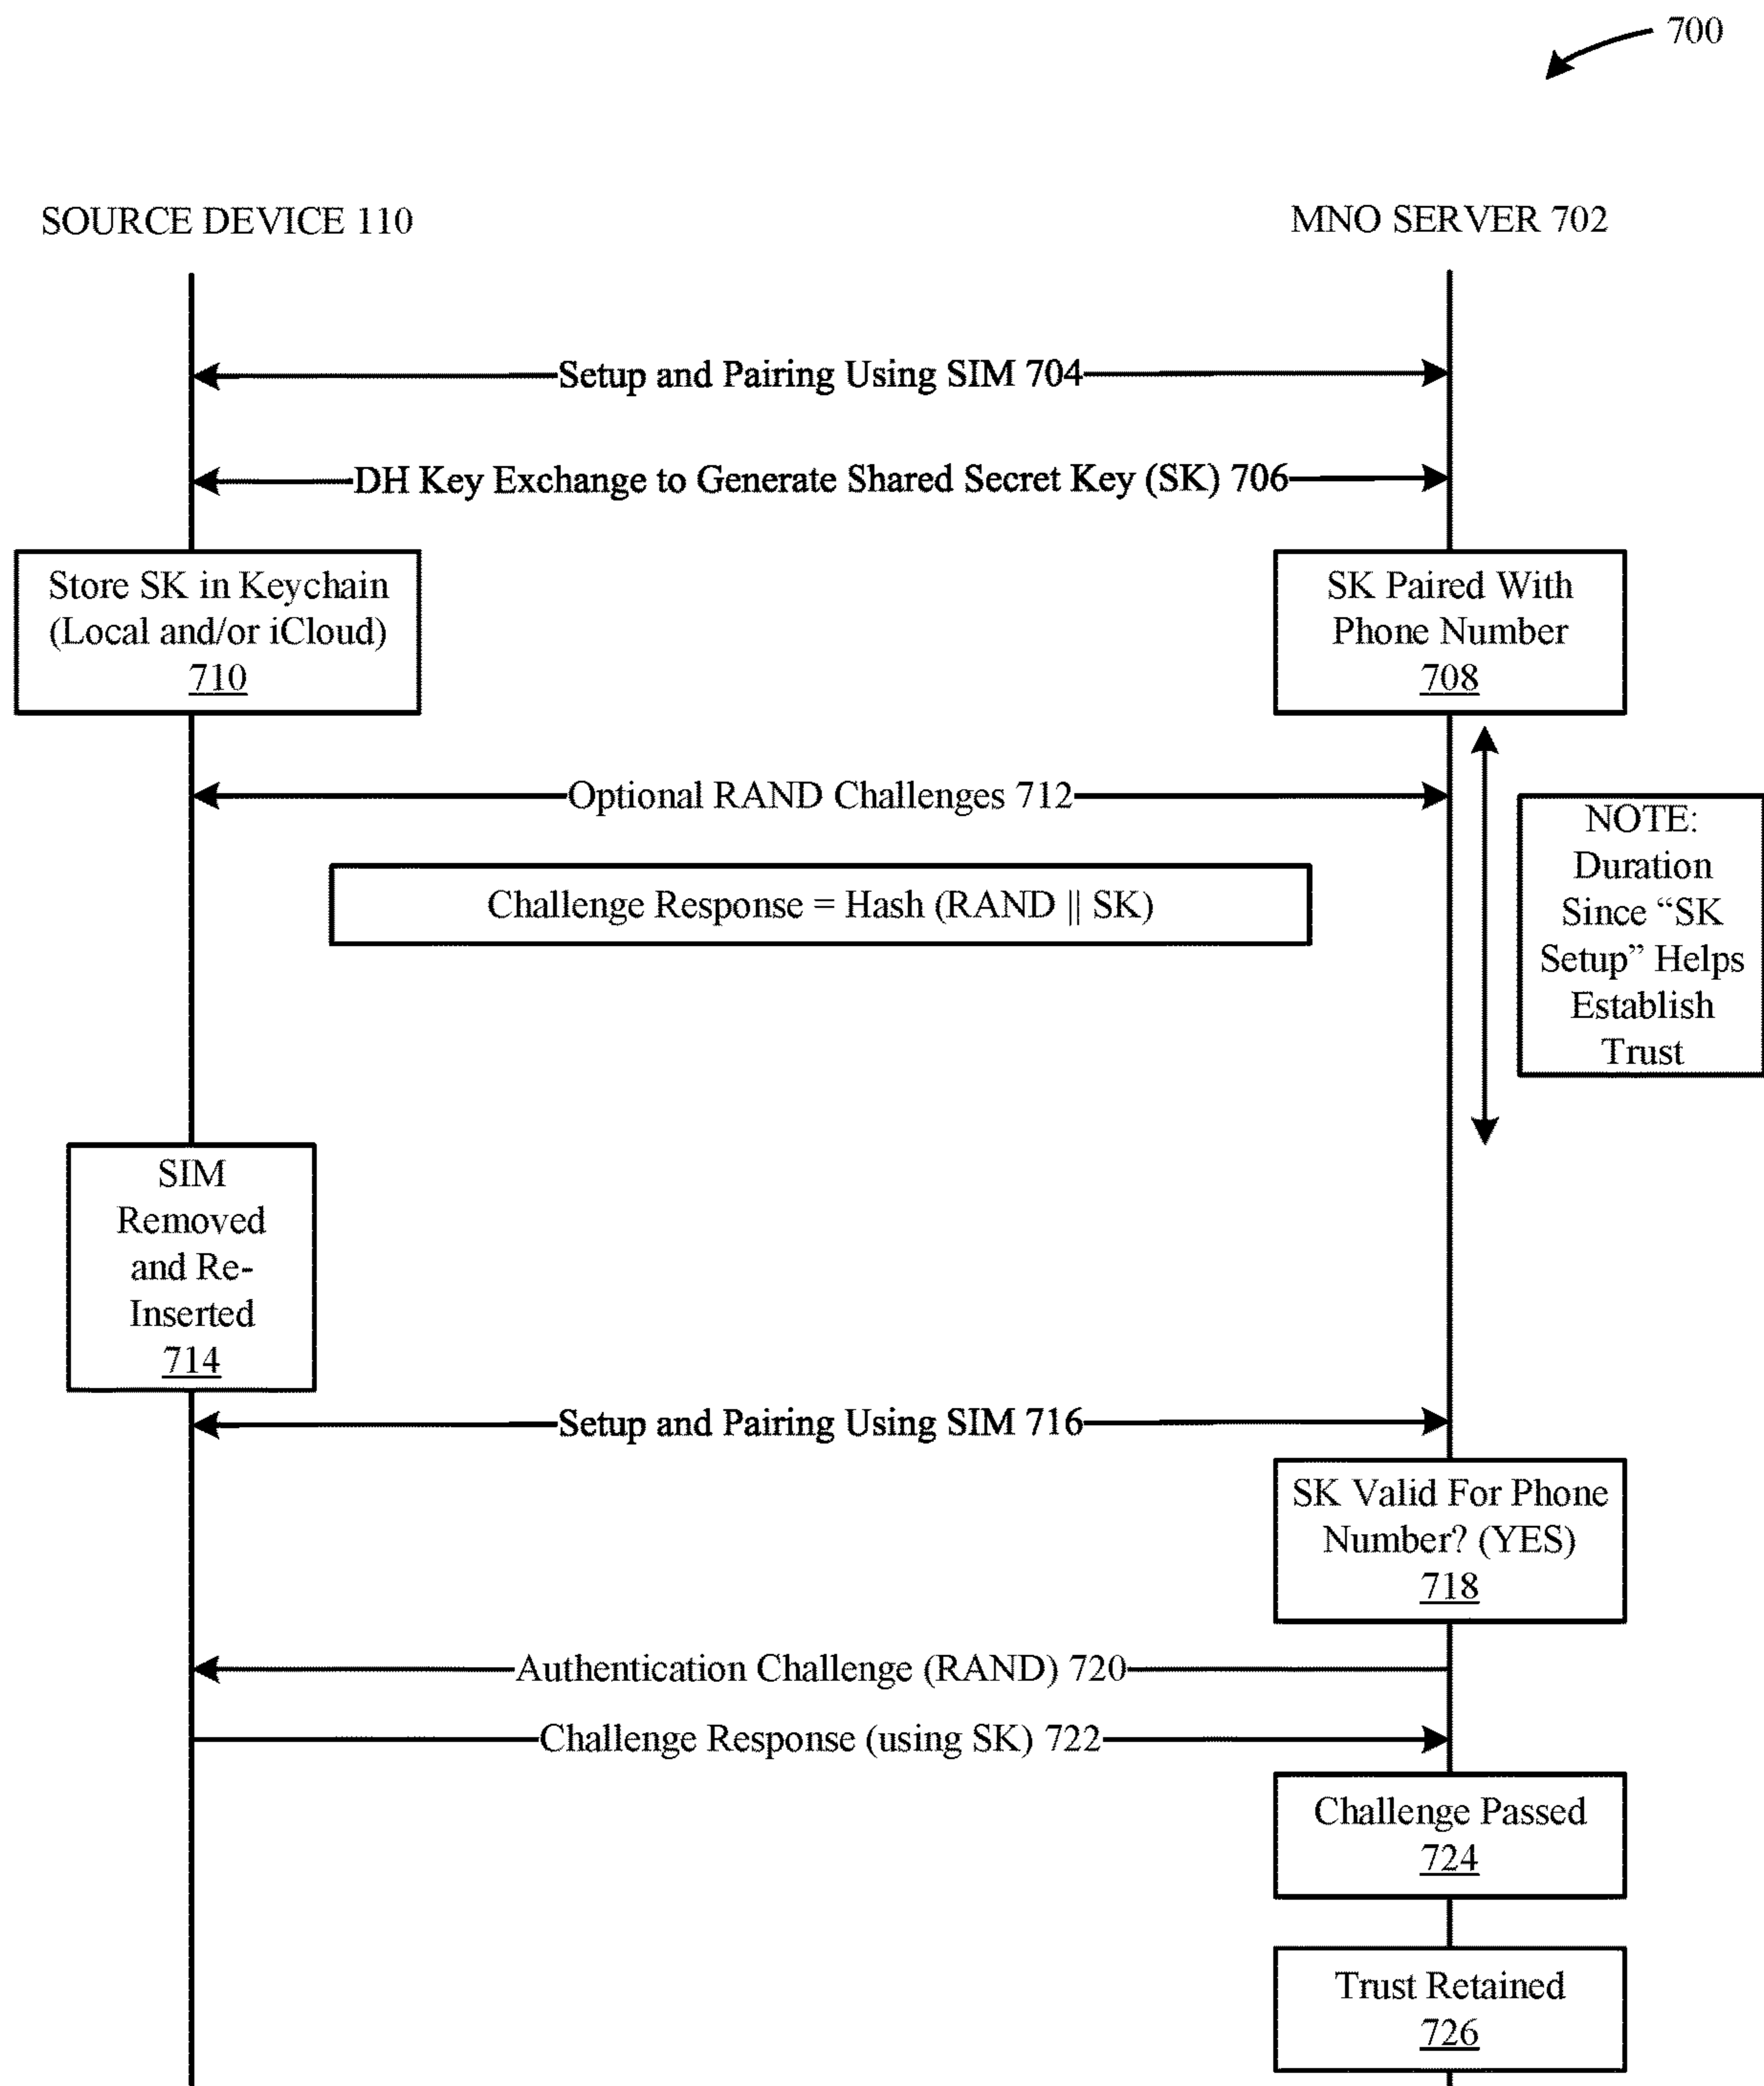 700
SOURCE DEVICE 110
MNO SERVER 702
Setup and Pairing Using SIM 704
DH Key Exchange to Generate Shared Secret Key (SK) 706
Store SK in Keychain
(Local and/or iCloud)
710
SK Paired With
Phone Number
708
Optional RAND Challenges 712
NOTE:
Duration
Since “SK
Setup” Helps
Establish
Trust
Challenge Response = Hash (RAND || SK)
SIM
Removed
and Re-
Inserted
714
Setup and Pairing Using SIM 716
SK Valid For Phone
Number? (YES)
718
Authentication Challenge (RAND) 720
Challenge Response (using SK) 722
Challenge Passed
724
Trust Retained
726